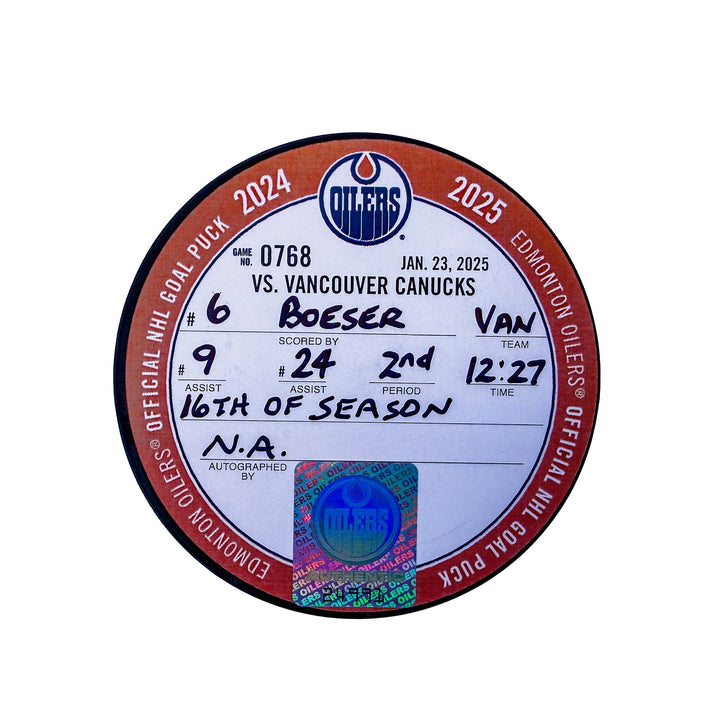 EDMONTON OILERS® OFFICIAL NHL GOAL PUCK 2024
OILERS
®
2025 EDMONTON OILERS® OFFICIAL NHL GOAL PUCK
GAME NO. 0768 JAN. 23, 2025
VS. VANCOUVER CANUCKS
# 6 BOESER VAN
SCORED BY TEAM
# 9 # 24 2nd 12:27
ASSIST ASSIST PERIOD TIME
16TH OF SEASON
N.A.
AUTOGRAPHED
BY
OILERS
AUTHENTIC